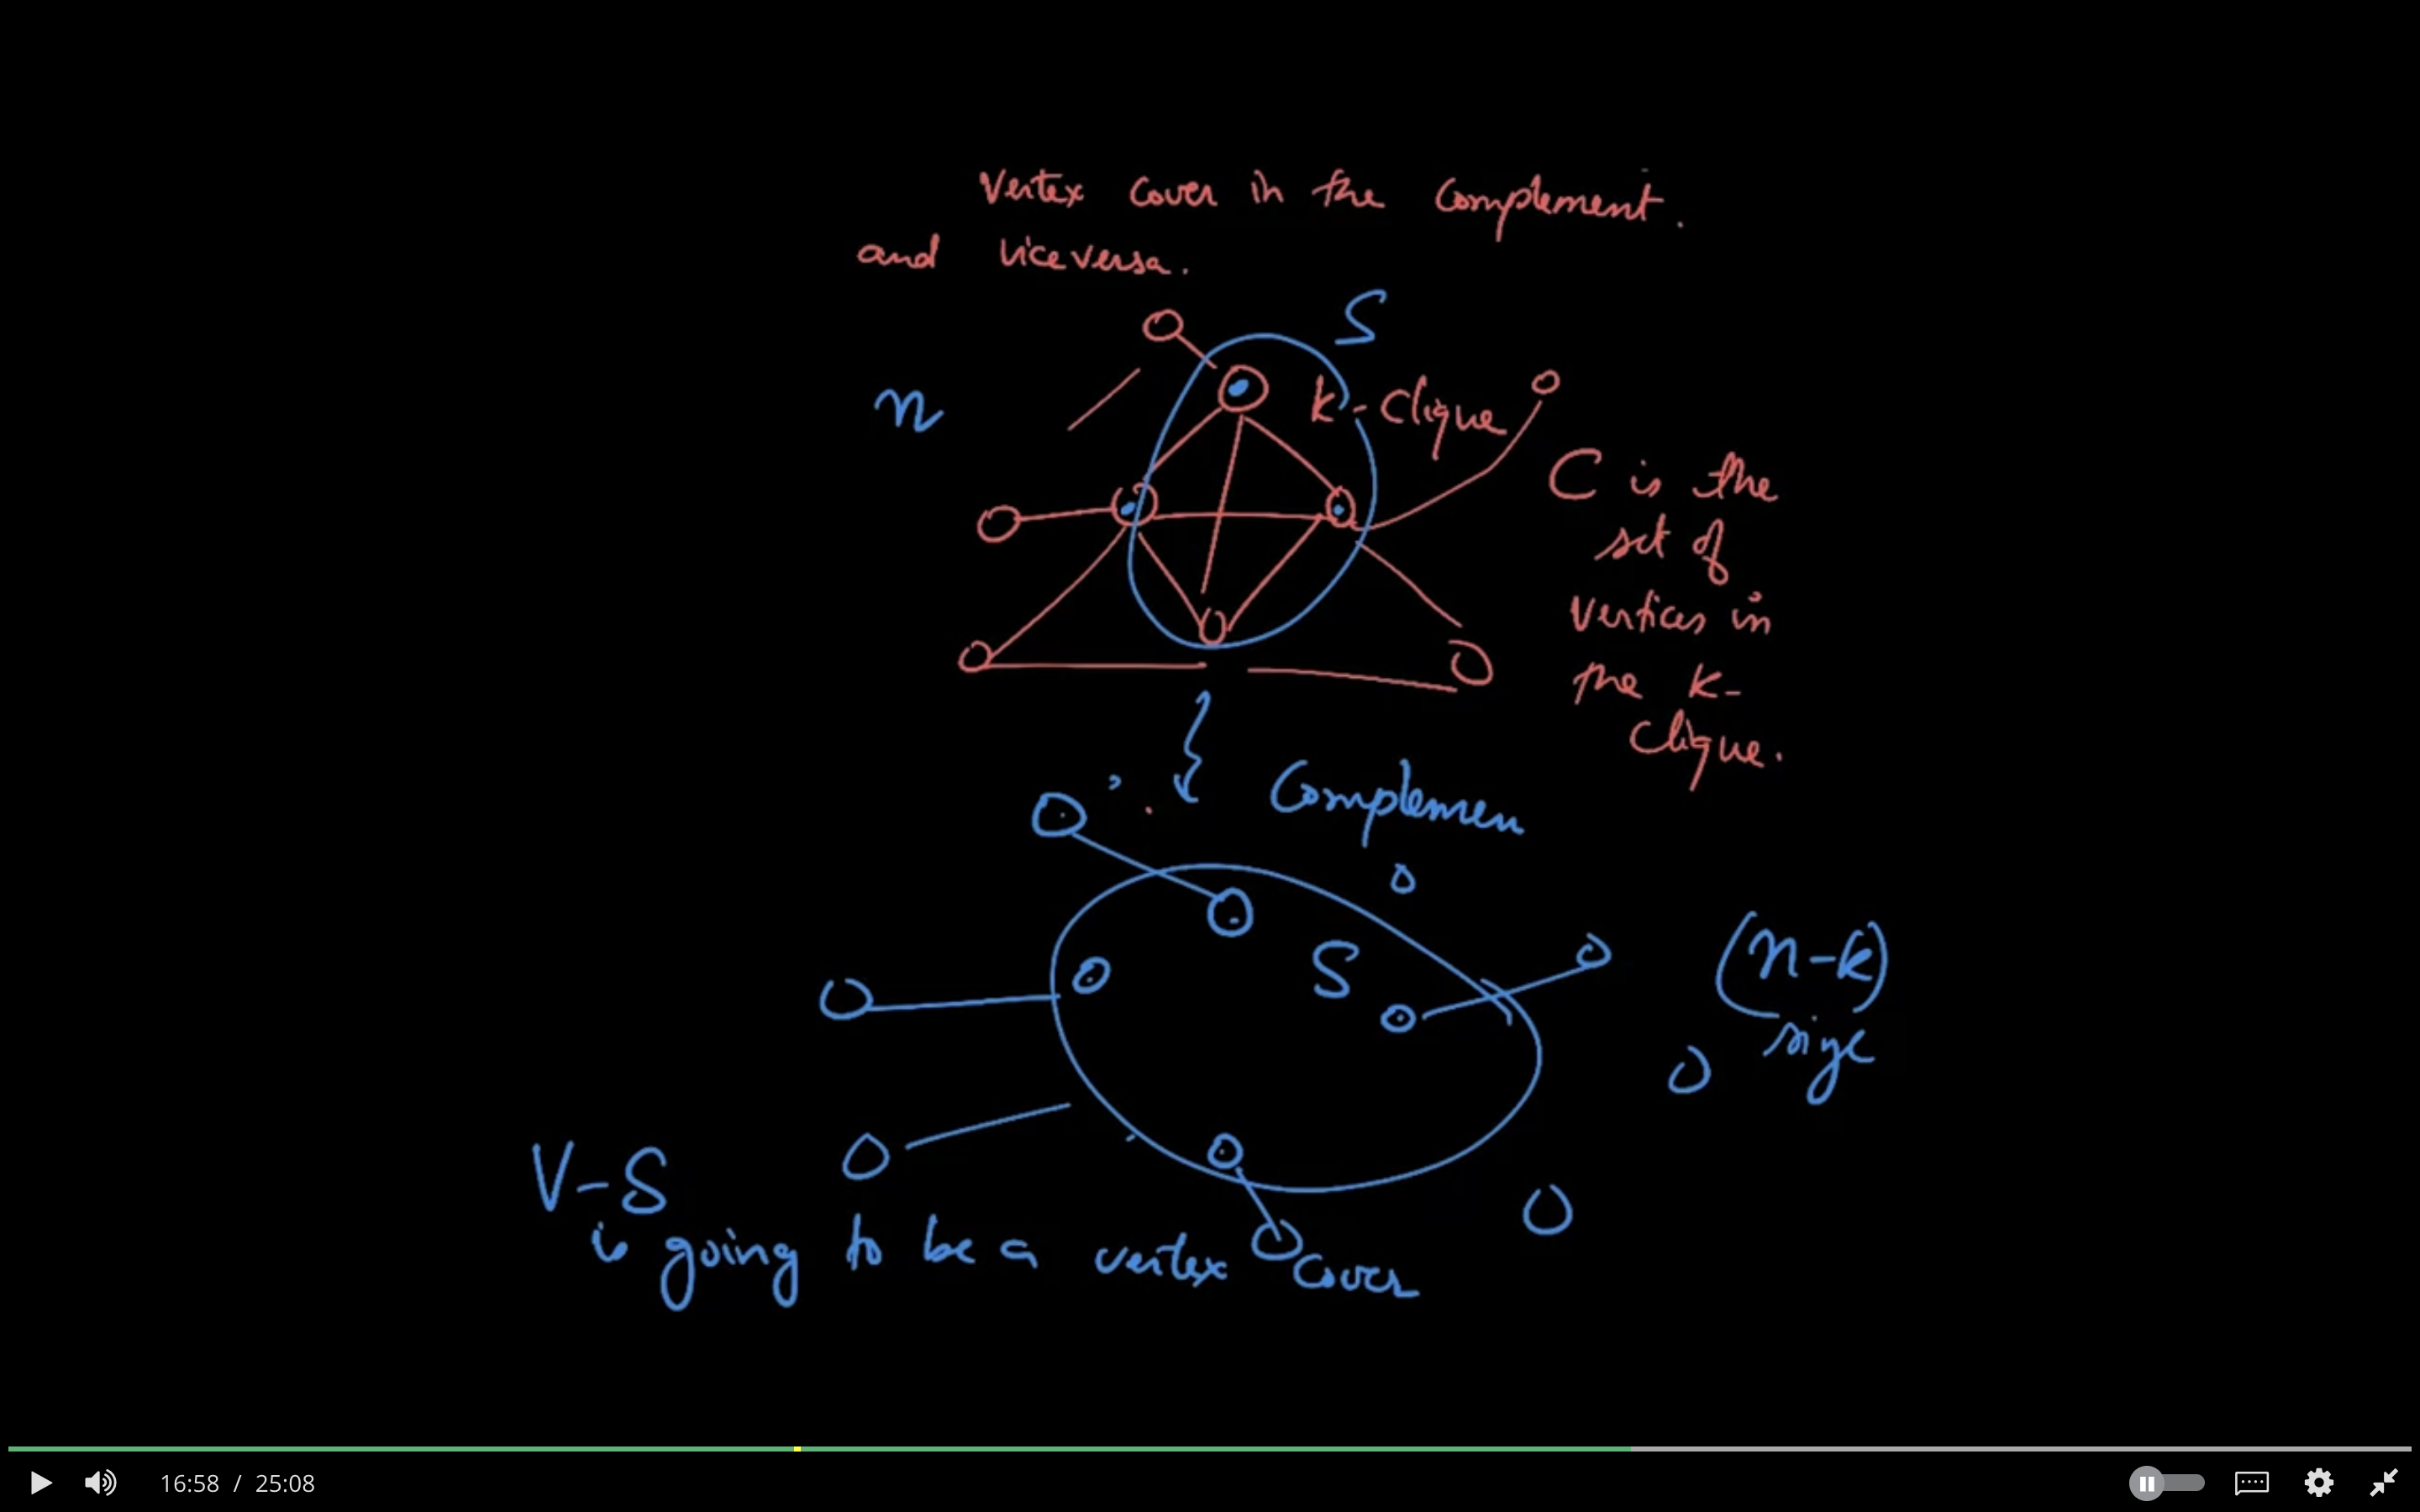 Vertex Cover in the Complement.
and viceversa.
S
n
k-Clique
C is the
set of
vertices in
the k-
Clique.
Complemen
S
(n-k)
size
V-S
is going to be a vertex Cover
16:58 / 25:08